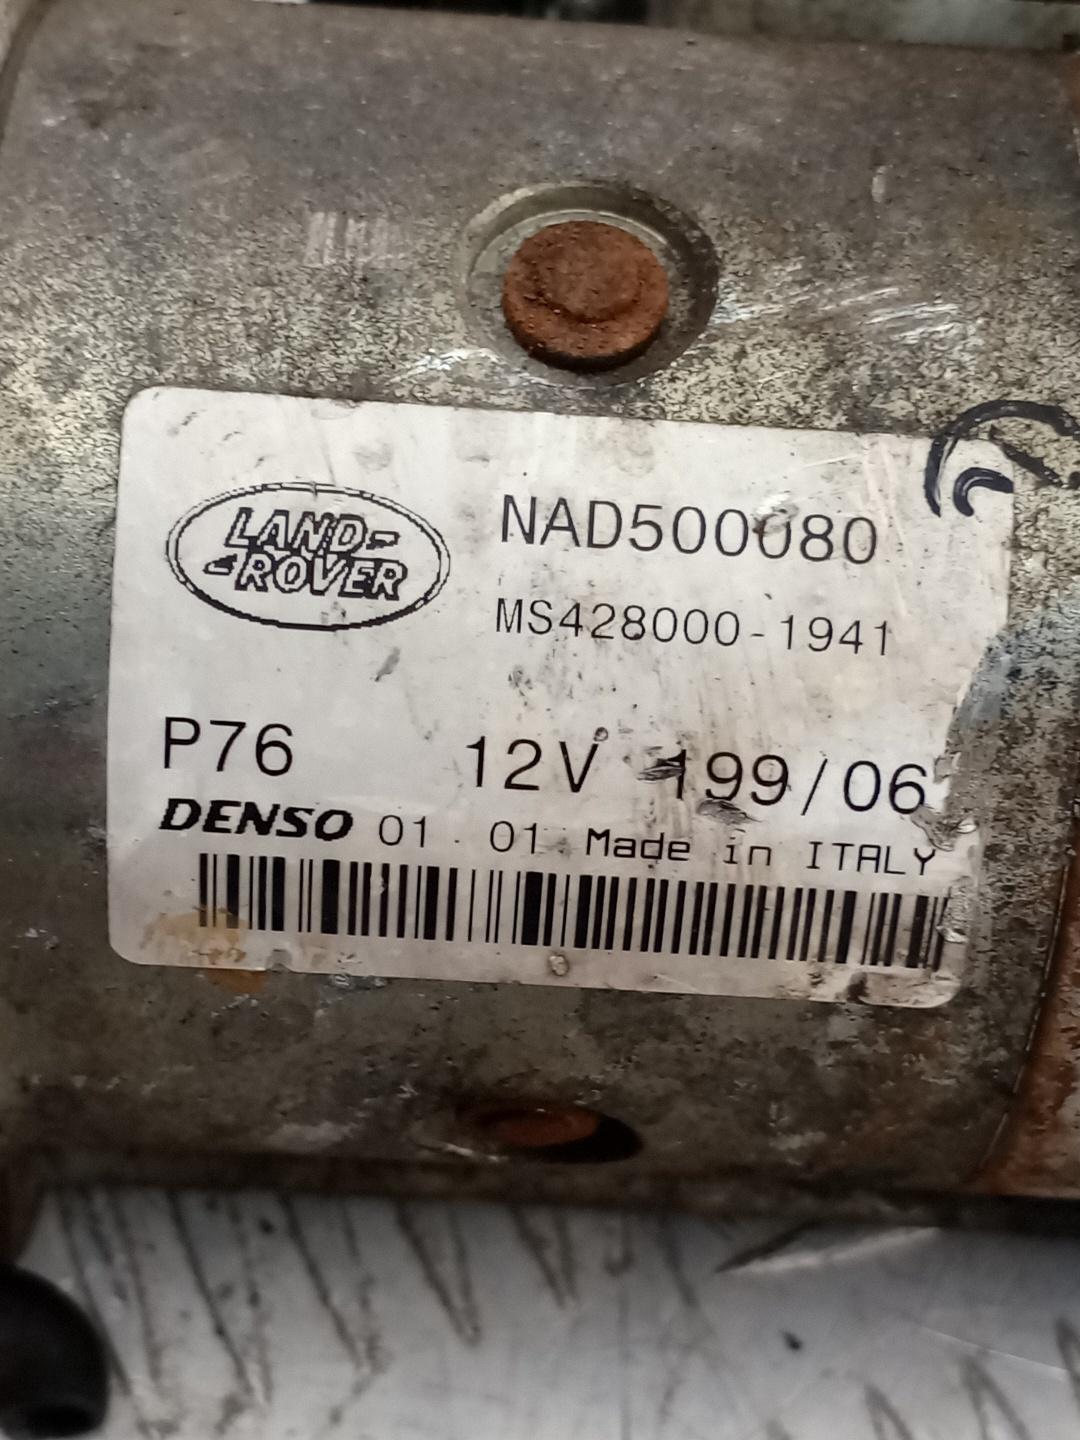 LAND-
-ROVER
NAD500080
MS428000-1941
P76 12V 199/06
DENSO 01 - 01 Made in ITALY